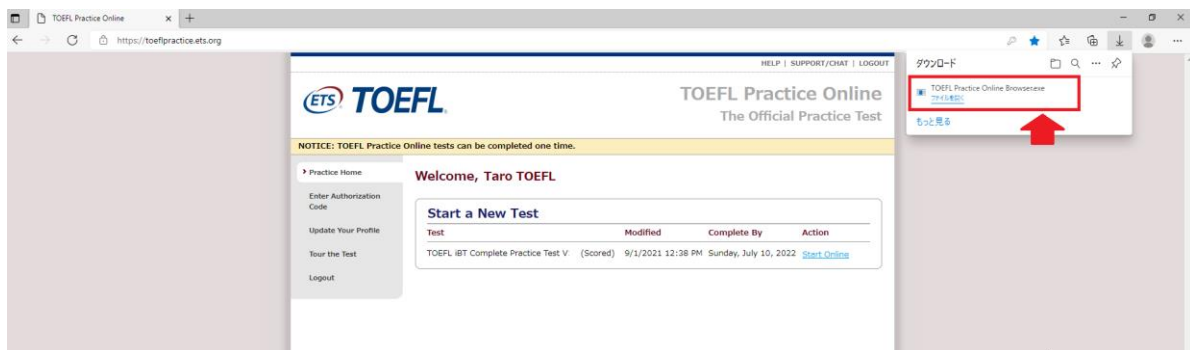 TOEFL Practice Online
https://toeflpractice.ets.org
HELP | SUPPORT/CHAT | LOGOUT
ETS TOEFL
TOEFL Practice Online
The Official Practice Test
ダウンロード
TOEFL Practice Online Browser.exe
ファイルを開く
もっと見る
NOTICE: TOEFL Practice Online tests can be completed one time.
Practice Home
Enter Authorization
Code
Update Your Profile
Tour the Test
Logout
Welcome, Taro TOEFL
Start a New Test
Test Modified Complete By Action
TOEFL iBT Complete Practice Test V (Scored) 9/1/2021 12:38 PM Sunday, July 10, 2022 Start Online